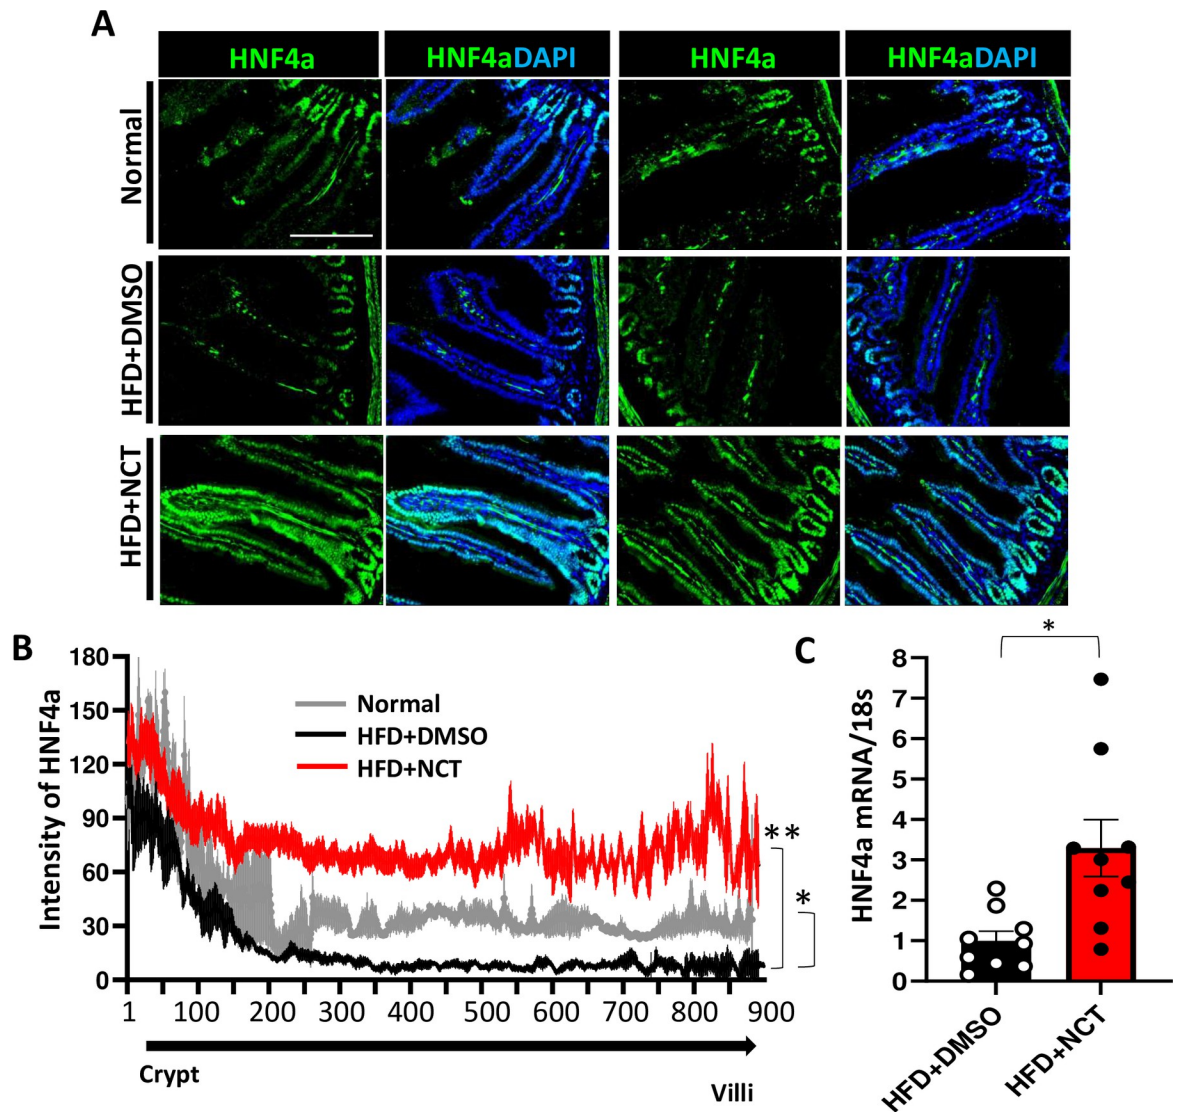 A
HNF4a HNF4aDAPI HNF4a HNF4aDAPI
Normal
HFD+DMSO
HFD+NCT
B
Intensity of HNF4a
180
150
120
90
60
30
0
Normal
HFD+DMSO
HFD+NCT
**
*
1 100 200 300 400 500 600 700 800 900
Crypt
Villi
C
*
HNF4a mRNA/18s
8
7
6
5
4
3
2
1
0
HFD+DMSO
HFD+NCT